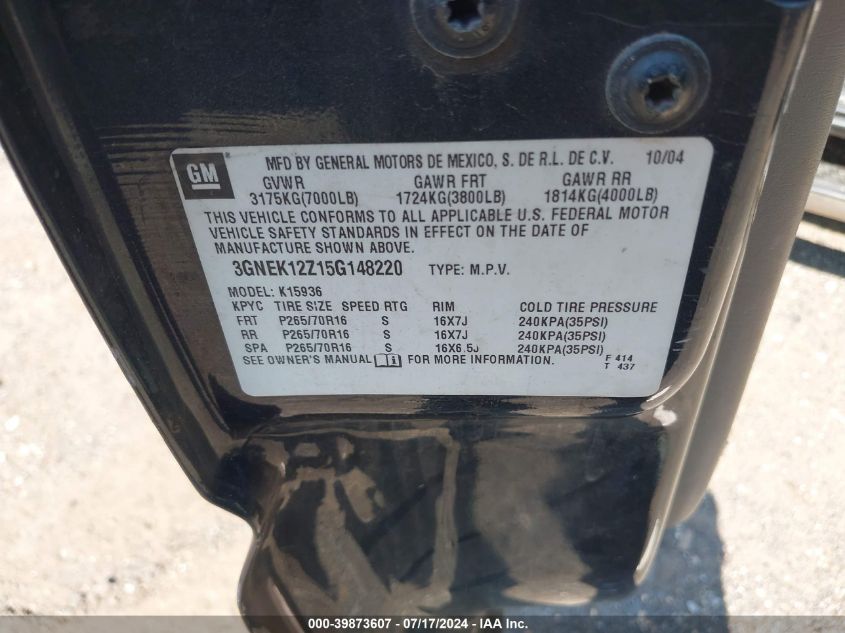 GM MFD BY GENERAL MOTORS DE MEXICO, S. DE R.L. DE C.V. 10/04
GVWR GAWR FRT GAWR RR
3175KG(7000LB) 1724KG(3800LB) 1814KG(4000LB)
THIS VEHICLE CONFORMS TO ALL APPLICABLE U.S. FEDERAL MOTOR
VEHICLE SAFETY STANDARDS IN EFFECT ON THE DATE OF
MANUFACTURE SHOWN ABOVE.
3GNEK12Z15G148220 TYPE: M.P.V.
MODEL: K15936
KPYC TIRE SIZE SPEED RTG RIM COLD TIRE PRESSURE
FRT P265/70R16 S 16X7J 240KPA(35PSI)
RR P265/70R16 S 16X7J 240KPA(35PSI)
SPA P265/70R16 S 16X6.5J 240KPA(35PSI)
SEE OWNER'S MANUAL FOR MORE INFORMATION. F 414
T 437
000-39873607 - 07/17/2024 - IAA Inc.